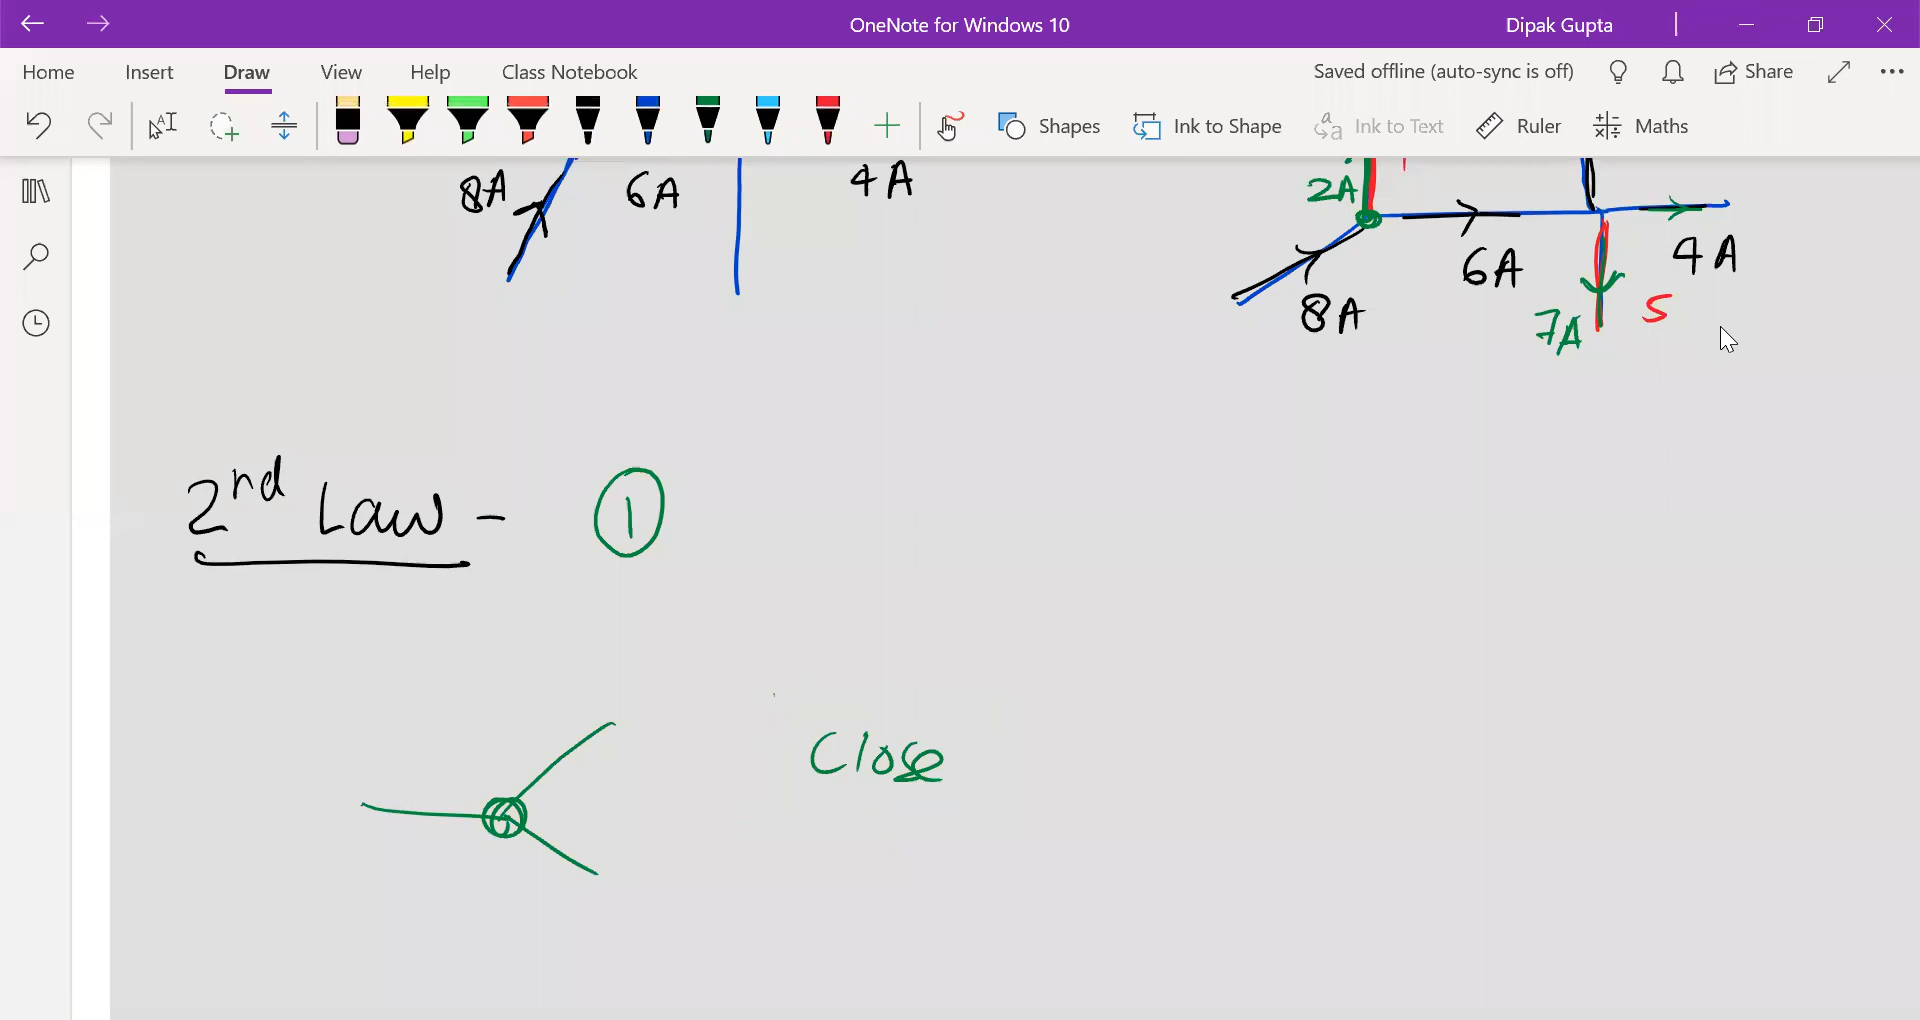 OneNote for Windows 10
Dipak Gupta
Home Insert Draw View Help Class Notebook
Saved offline (auto-sync is off) Share
Shapes Ink to Shape Ink to Text Ruler Maths
8A 6A 4A
2A
6A 4A
8A
7A 5
2nd Law - 1
Close